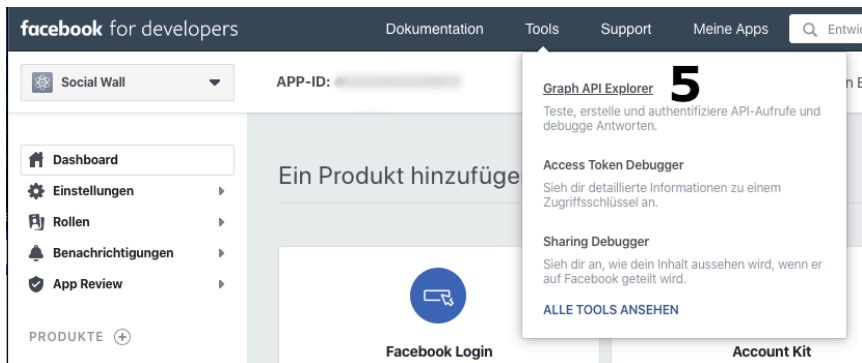 facebook for developers Dokumentation Tools Support Meine Apps Entwic
Social Wall APP-ID:
Graph API Explorer 5
Teste, erstelle und authentifiziere API-Aufrufe und
debugge Antworten.
Access Token Debugger
Sieh dir detaillierte Informationen zu einem
Zugriffsschlüssel an.
Sharing Debugger
Sieh dir an, wie dein Inhalt aussehen wird, wenn er
auf Facebook geteilt wird.
ALLE TOOLS ANSEHEN
Dashboard
Einstellungen
Rollen
Benachrichtigungen
App Review
PRODUKTE
Ein Produkt hinzufüge
Facebook Login
Account Kit